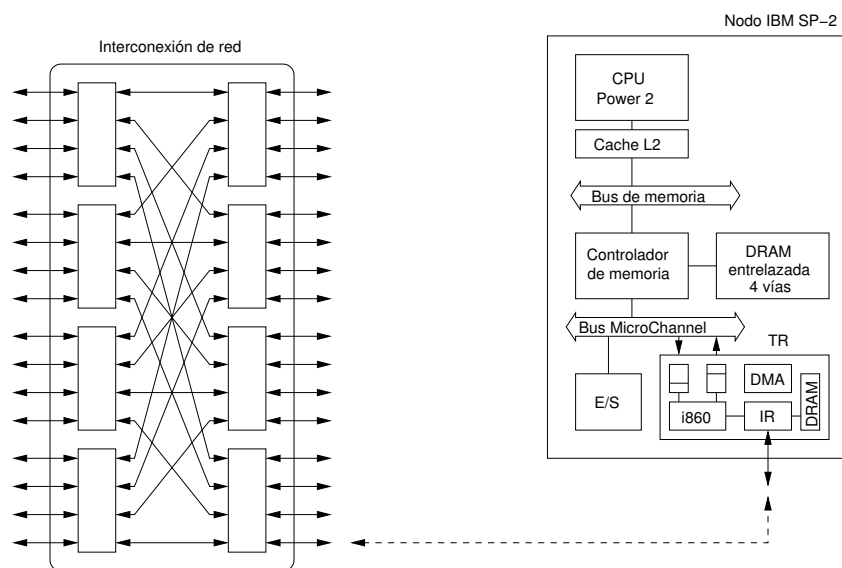 Nodo IBM SP−2
Interconexión de red
CPU
Power 2
Cache L2
Bus de memoria
Controlador
de memoria
DRAM
entrelazada
4 vías
Bus MicroChannel
TR
E/S
DMA
i860
IR
DRAM